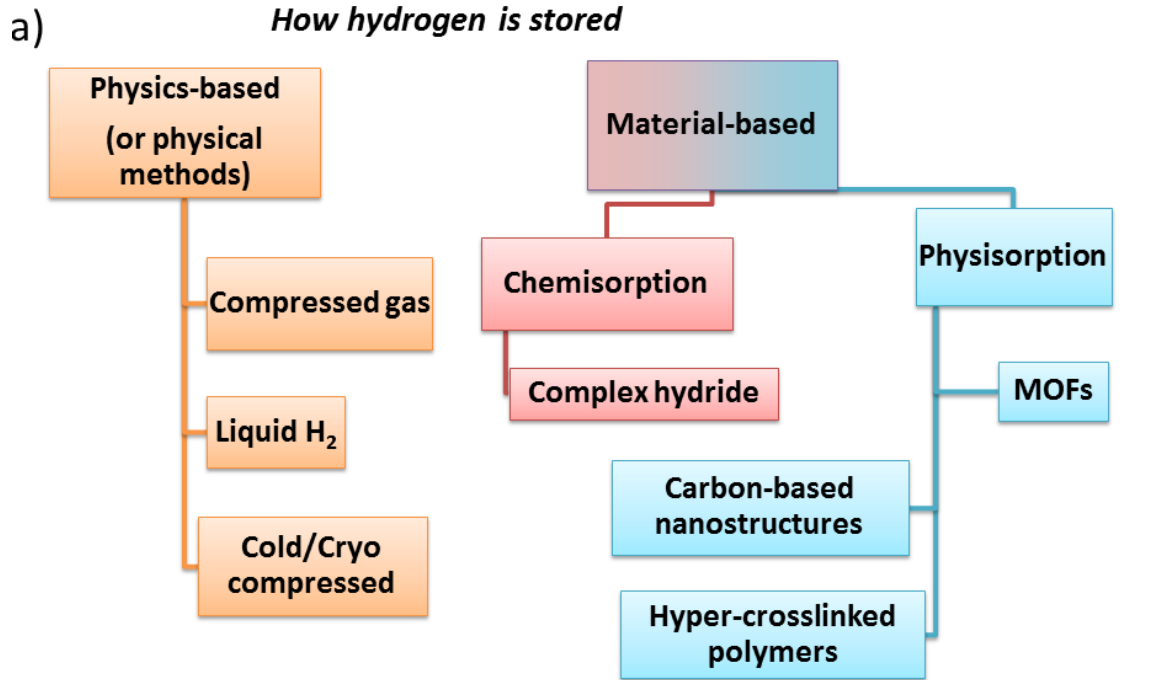 a)
How hydrogen is stored
Physics-based
(or physical
methods)
Compressed gas
Liquid H₂
Cold/Cryo
compressed
Material-based
Chemisorption
Complex hydride
Physisorption
MOFs
Carbon-based
nanostructures
Hyper-crosslinked
polymers